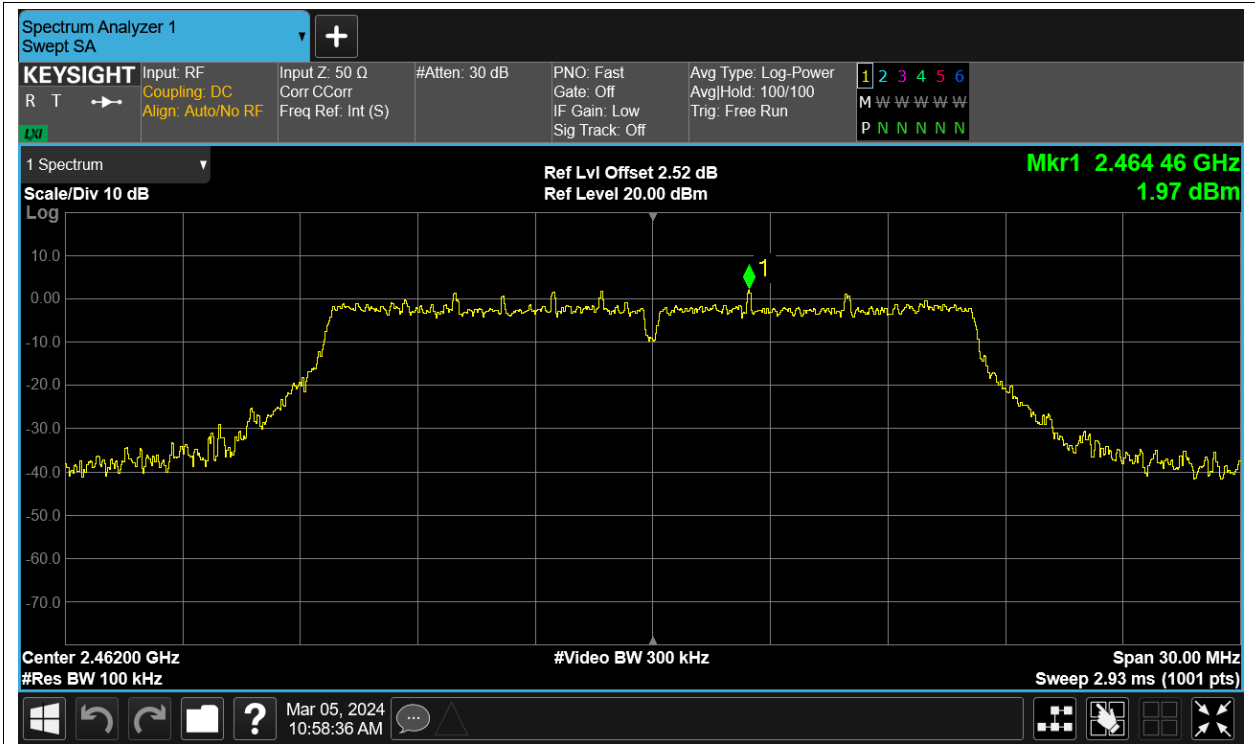 Spectrum Analyzer 1
Swept SA
+
KEYSIGHT
R T
LXI
Input: RF
Coupling: DC
Align: Auto/No RF
Input Z: 50 Ω
Corr CCorr
Freq Ref: Int (S)
#Atten: 30 dB
PNO: Fast
Gate: Off
IF Gain: Low
Sig Track: Off
Avg Type: Log-Power
Avg|Hold: 100/100
Trig: Free Run
1 2 3 4 5 6
M W W W W W
P N N N N N
1 Spectrum
Scale/Div 10 dB
Log
Ref Lvl Offset 2.52 dB
Ref Level 20.00 dBm
Mkr1 2.464 46 GHz
1.97 dBm
10.0
0.00
-10.0
-20.0
-30.0
-40.0
-50.0
-60.0
-70.0
1
Center 2.46200 GHz
#Res BW 100 kHz
#Video BW 300 kHz
Span 30.00 MHz
Sweep 2.93 ms (1001 pts)
?
Mar 05, 2024
10:58:36 AM